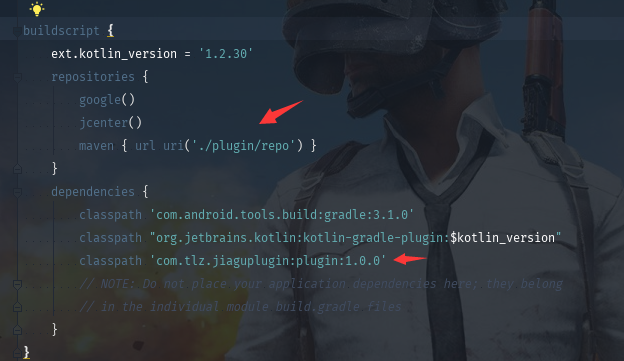 buildscript {
ext.kotlin_version = '1.2.30'
repositories {
google()
jcenter()
maven { url uri('./plugin/repo') }
}
dependencies {
classpath 'com.android.tools.build:gradle:3.1.0'
classpath "org.jetbrains.kotlin:kotlin-gradle-plugin:$kotlin_version"
classpath 'com.tlz.jiaguplugin:plugin:1.0.0'
// NOTE: Do not place your application dependencies here; they belong
// in the individual module build.gradle files
}
}